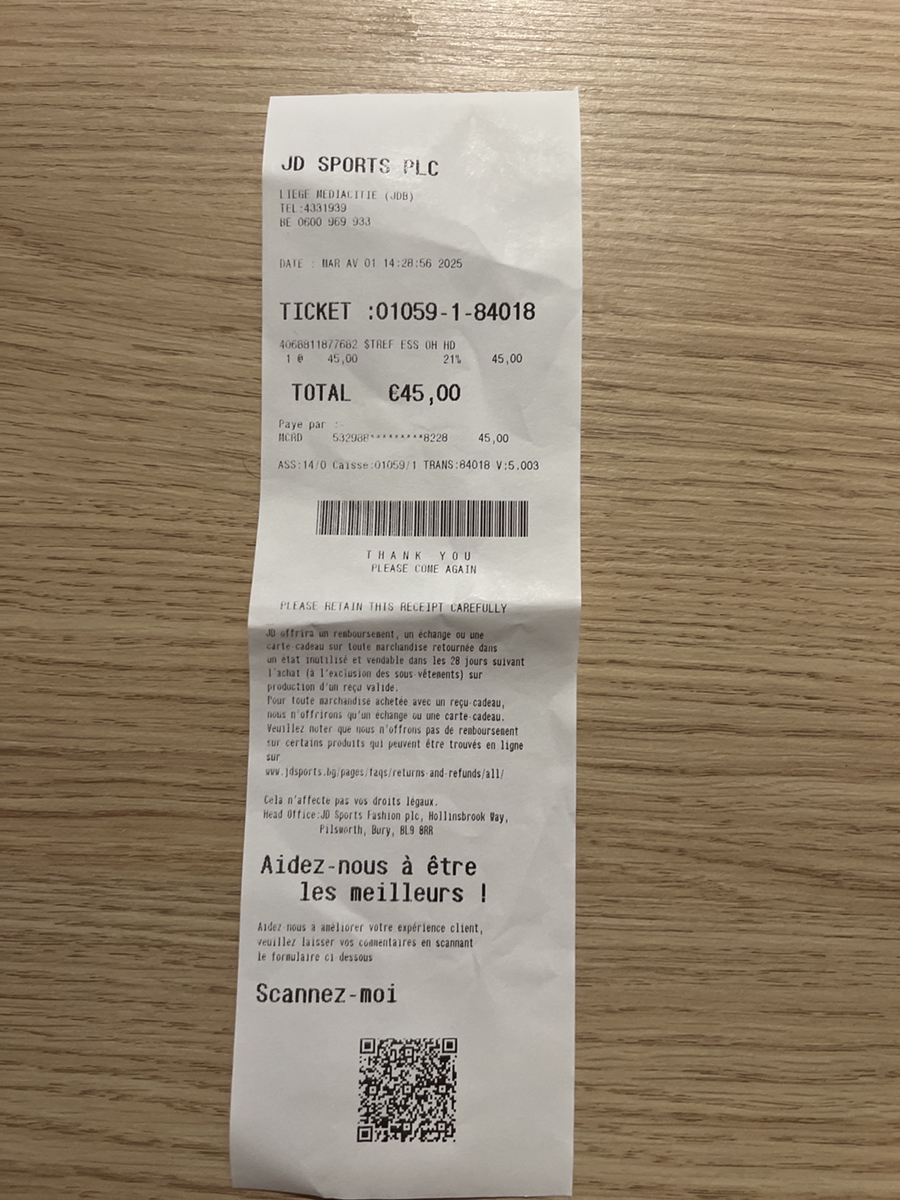 JD SPORTS PLC
LIEGE MEDIACITIE (JDB)
TEL:4331939
BE 0600 969 933
DATE : MAR AV 01 14:28:56 2025
TICKET :01059-1-84018
4068811877682 $TREF ESS OH HD
1 @ 45,00 21% 45,00
TOTAL €45,00
Paye par :-
MCRD 532988*********8228 45,00
ASS:14/0 Caisse:01059/1 TRANS:84018 V:5.003
THANK YOU
PLEASE COME AGAIN
PLEASE RETAIN THIS RECEIPT CAREFULLY
JD offrira un remboursement, un échange ou une
carte-cadeau sur toute marchandise retournée dans
un etat inutilisé et vendable dans les 28 jours suivant
l'achat (à l'exclusion des sous-vêtements) sur
production d'un reçu valide.
Pour toute marchandise achetée avec un reçu-cadeau,
nous n'offrirons qu'un échange ou une carte-cadeau.
Veuillez noter que nous n'offrons pas de remboursement
sur certains produits qui peuvent être trouvés en ligne
sur
www.jdsports.bg/pages/faqs/returns-and-refunds/all/
Cela n'affecte pas vos droits légaux.
Head Office:JD Sports Fashion plc, Hollinsbrook Way,
Pilsworth, Bury, BL9 8RR
Aidez-nous à être
les meilleurs !
Aidez nous a améliorer votre expérience client,
veuillez laisser vos commentaires en scannant
le formulaire ci dessous
Scannez-moi